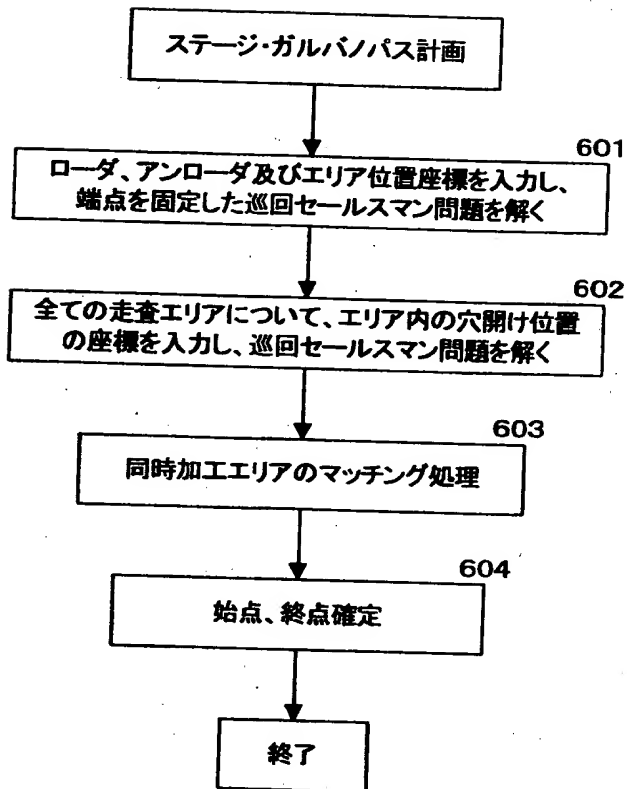 ステージ・ガルバノパス計画
601
ローダ、アンローダ及びエリア位置座標を入力し、
端点を固定した巡回セールスマン問題を解く
602
全ての走査エリアについて、エリア内の穴開け位置
の座標を入力し、巡回セールスマン問題を解く
603
同時加工エリアのマッチング処理
604
始点、終点確定
終了